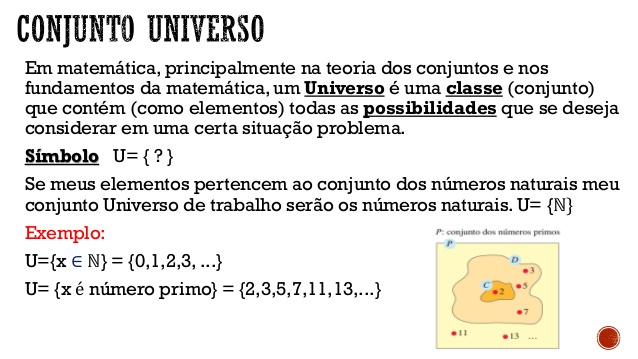 CONJUNTO UNIVERSO
Em matemática, principalmente na teoria dos conjuntos e nos
fundamentos da matemática, um Universo é uma classe (conjunto)
que contém (como elementos) todas as possibilidades que se deseja
considerar em uma certa situação problema.
Símbolo U= { ? }
Se meus elementos pertencem ao conjunto dos números naturais meu
conjunto Universo de trabalho serão os números naturais. U= {ℕ}
Exemplo:
U={x ∈ ℕ} = {0,1,2,3, ...}
U= {x é número primo} = {2,3,5,7,11,13,...}
P: conjunto dos números primos
P
D
3
C
2
5
7
11
13 ...